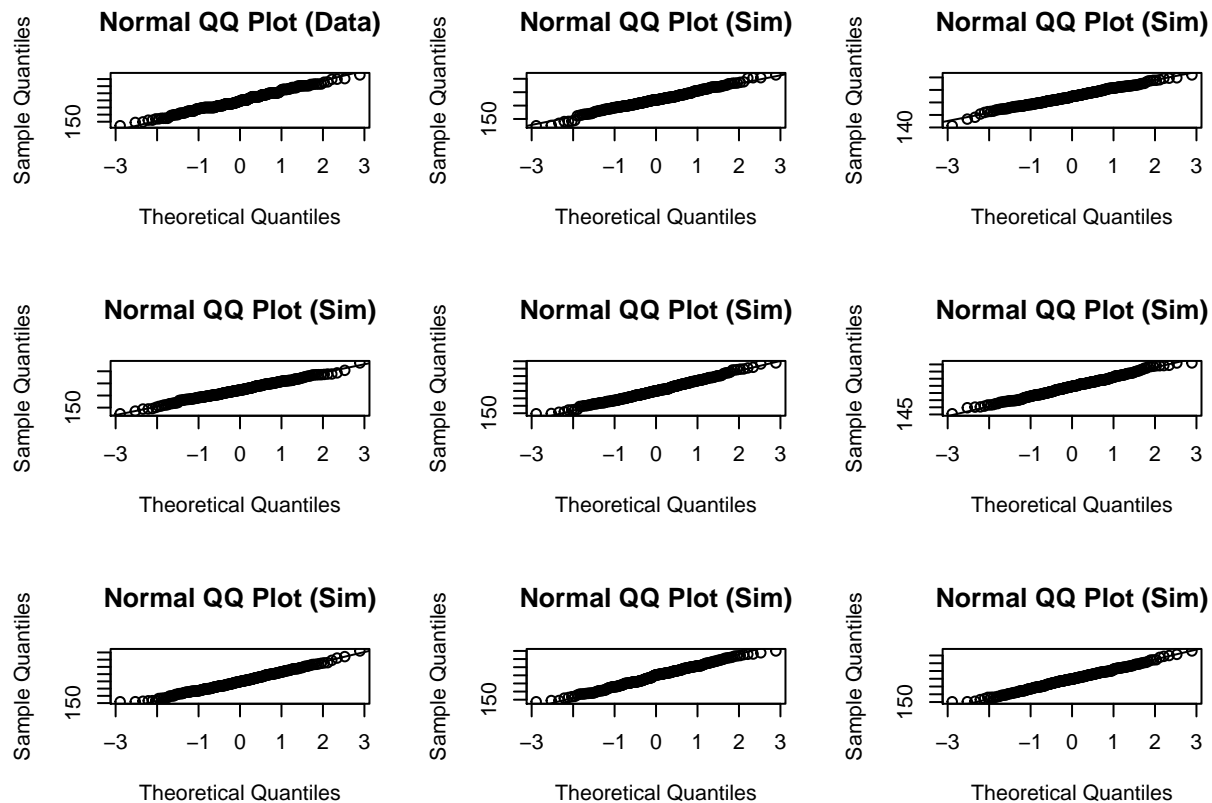 Normal QQ Plot (Data) Normal QQ Plot (Sim) Normal QQ Plot (Sim)
Sample Quantiles 150 Sample Quantiles 150 Sample Quantiles 140
−3 −1 0 1 2 3 −3 −1 0 1 2 3 −3 −1 0 1 2 3
Theoretical Quantiles Theoretical Quantiles Theoretical Quantiles
Normal QQ Plot (Sim) Normal QQ Plot (Sim) Normal QQ Plot (Sim)
Sample Quantiles 150 Sample Quantiles 150 Sample Quantiles 145
−3 −1 0 1 2 3 −3 −1 0 1 2 3 −3 −1 0 1 2 3
Theoretical Quantiles Theoretical Quantiles Theoretical Quantiles
Normal QQ Plot (Sim) Normal QQ Plot (Sim) Normal QQ Plot (Sim)
Sample Quantiles 150 Sample Quantiles 150 Sample Quantiles 150
−3 −1 0 1 2 3 −3 −1 0 1 2 3 −3 −1 0 1 2 3
Theoretical Quantiles Theoretical Quantiles Theoretical Quantiles